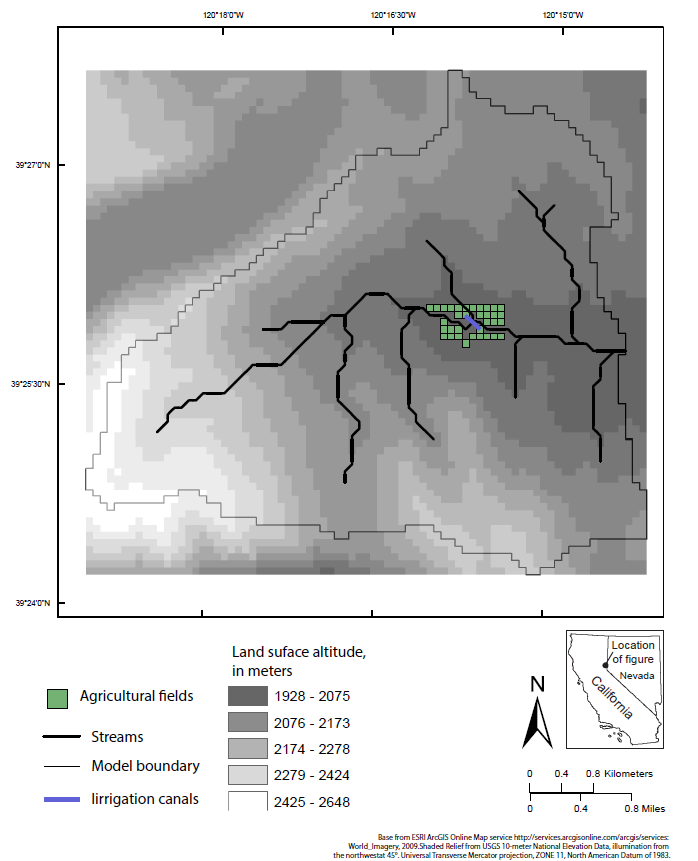 120°18'0"W 120°16'30"W 120°15'0"W
39°27'0"N
39°25'30"N
39°24'0"N
Land suface altitude,
in meters
Agricultural fields
Streams
Model boundary
Iirrigation canals
1928 - 2075
2076 - 2173
2174 - 2278
2279 - 2424
2425 - 2648
N
Location
of figure
Nevada
California
0 0.4 0.8 Kilometers
0 0.4 0.8 Miles
Base from ESRI ArcGIS Online Map service http://services.arcgisonline.com/arcgis/services:
World_Imagery, 2009.Shaded Relief from USGS 10-meter National Elevation Data, illumination from
the northwestat 45°. Universal Transverse Mercator projection, ZONE 11, North American Datum of 1983.